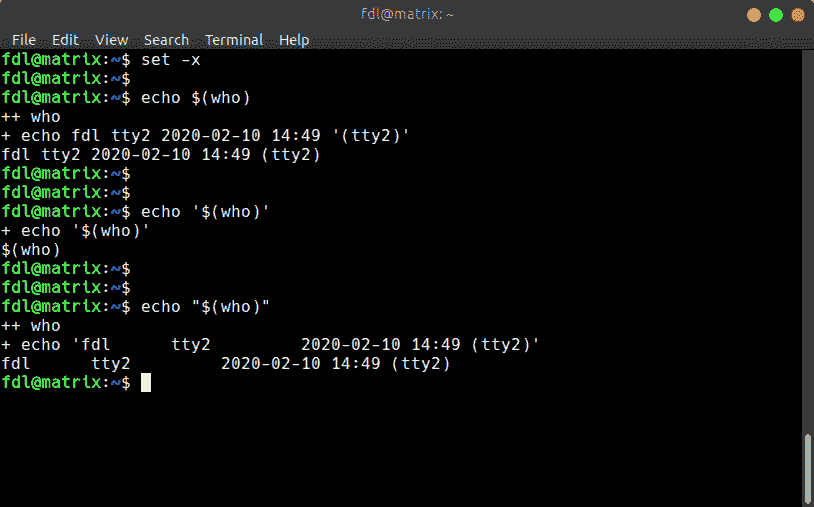 fdl@matrix: ~
File Edit View Search Terminal Help
fdl@matrix:~$ set -x
fdl@matrix:~$
fdl@matrix:~$ echo $(who)
++ who
+ echo fdl tty2 2020-02-10 14:49 '(tty2)'
fdl tty2 2020-02-10 14:49 (tty2)
fdl@matrix:~$
fdl@matrix:~$
fdl@matrix:~$ echo '$(who)'
+ echo '$(who)'
$(who)
fdl@matrix:~$
fdl@matrix:~$
fdl@matrix:~$ echo "$(who)"
++ who
+ echo 'fdl      tty2         2020-02-10 14:49 (tty2)'
fdl      tty2         2020-02-10 14:49 (tty2)
fdl@matrix:~$